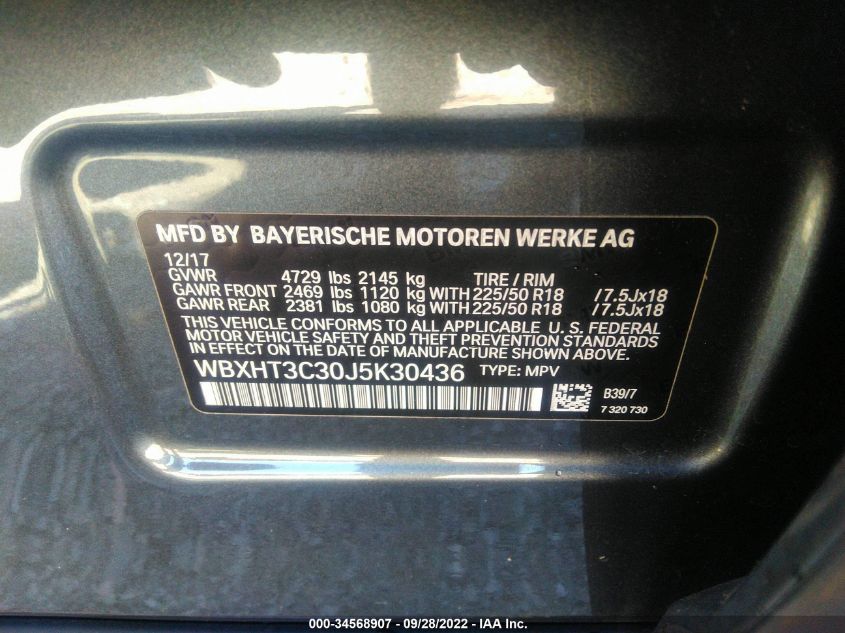 MFD BY BAYERISCHE MOTOREN WERKE AG
12/17
GVWR 4729 lbs 2145 kg TIRE / RIM
GAWR FRONT 2469 lbs 1120 kg WITH 225/50 R18 /7.5Jx18
GAWR REAR 2381 lbs 1080 kg WITH 225/50 R18 /7.5Jx18
THIS VEHICLE CONFORMS TO ALL APPLICABLE U. S. FEDERAL
MOTOR VEHICLE SAFETY AND THEFT PREVENTION STANDARDS
IN EFFECT ON THE DATE OF MANUFACTURE SHOWN ABOVE.
WBXHT3C30J5K30436 TYPE: MPV
B39/7
7 320 730
000-34568907 - 09/28/2022 - IAA Inc.